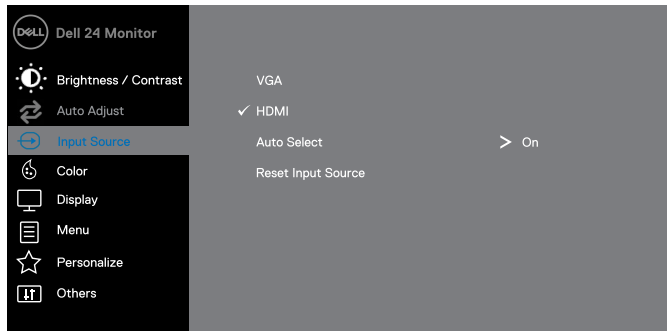 DELL Dell 24 Monitor
Brightness / Contrast
Auto Adjust
Input Source
Color
Display
Menu
Personalize
Others
VGA
✓ HDMI
Auto Select > On
Reset Input Source